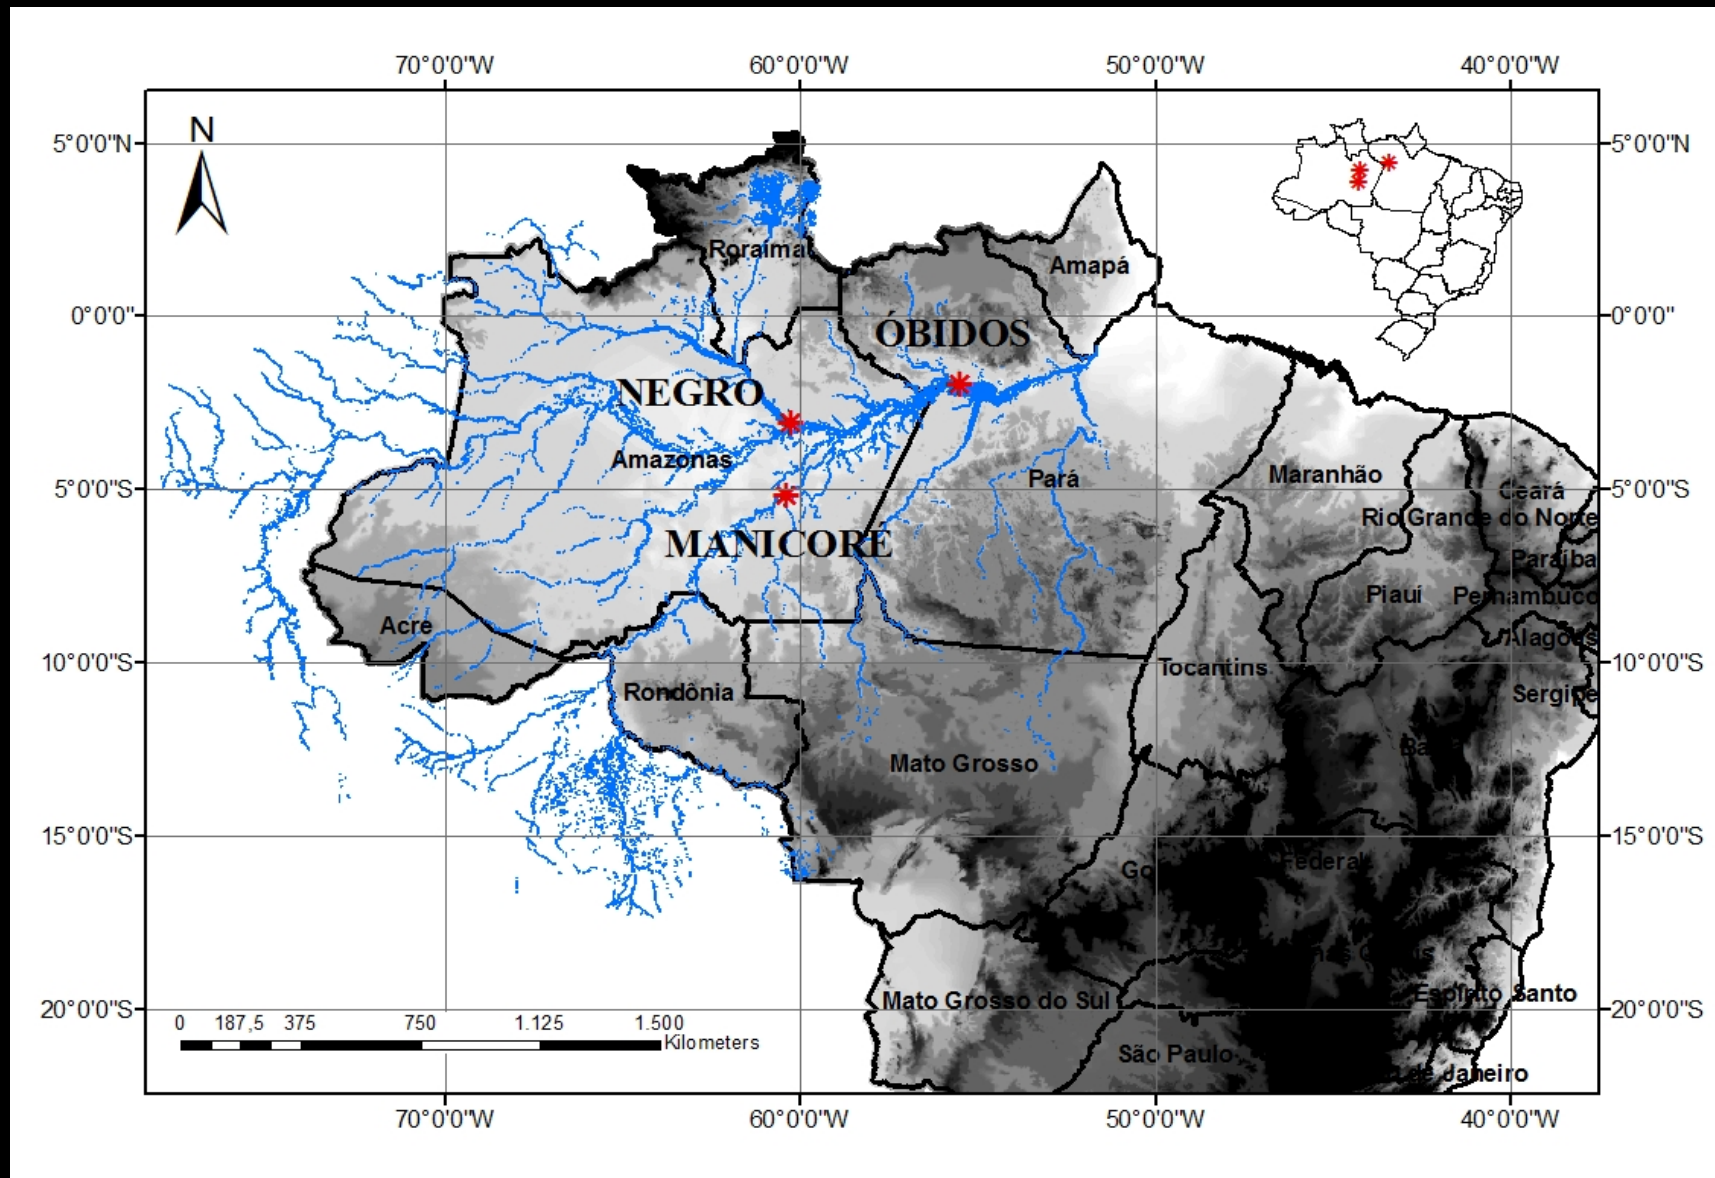 70°0'0"W 60°0'0"W 50°0'0"W 40°0'0"W
N
5°0'0"N 5°0'0"N
Roraima
Amapá
0°0'0" 0°0'0"
ÓBIDOS
NEGRO
Amazonas
Pará
Maranhão
5°0'0"S 5°0'0"S
Ceará
Rio Grande do Norte
MANICORÉ
Paraíba
Piauí
Pernambuco
Acre
Alagoas
10°0'0"S 10°0'0"S
Tocantins
Rondônia
Sergipe
Mato Grosso
15°0'0"S 15°0'0"S
Federal
Go
Espírito Santo
Mato Grosso do Sul
20°0'0"S 20°0'0"S
0 187,5 375 750 1.125 1.500
Kilometers
São Paulo
de Janeiro
70°0'0"W 60°0'0"W 50°0'0"W 40°0'0"W